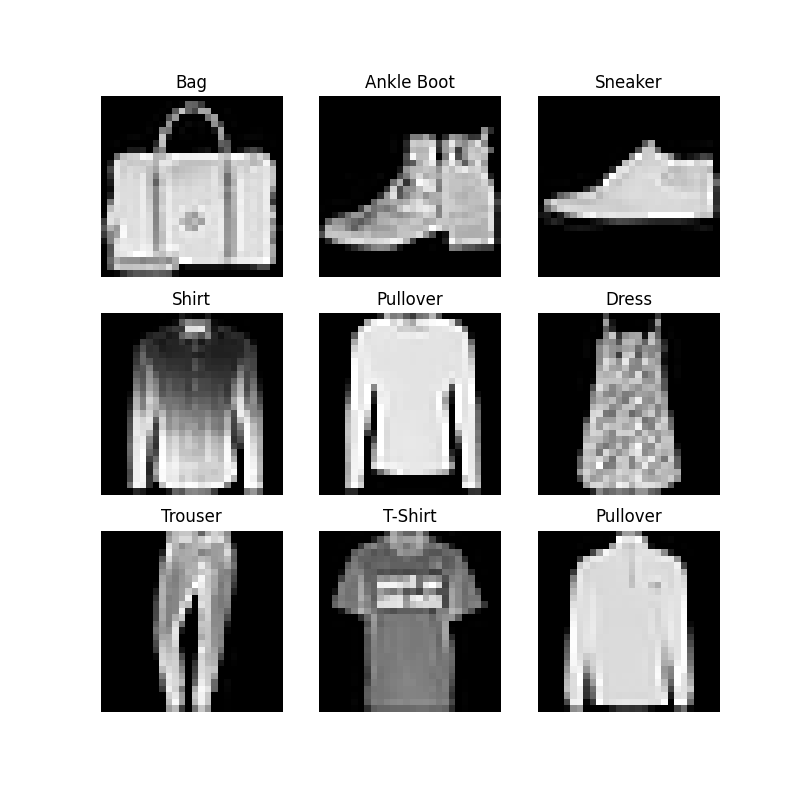 Bag
Ankle Boot
Sneaker
Shirt
Pullover
Dress
Trouser
T-Shirt
Pullover